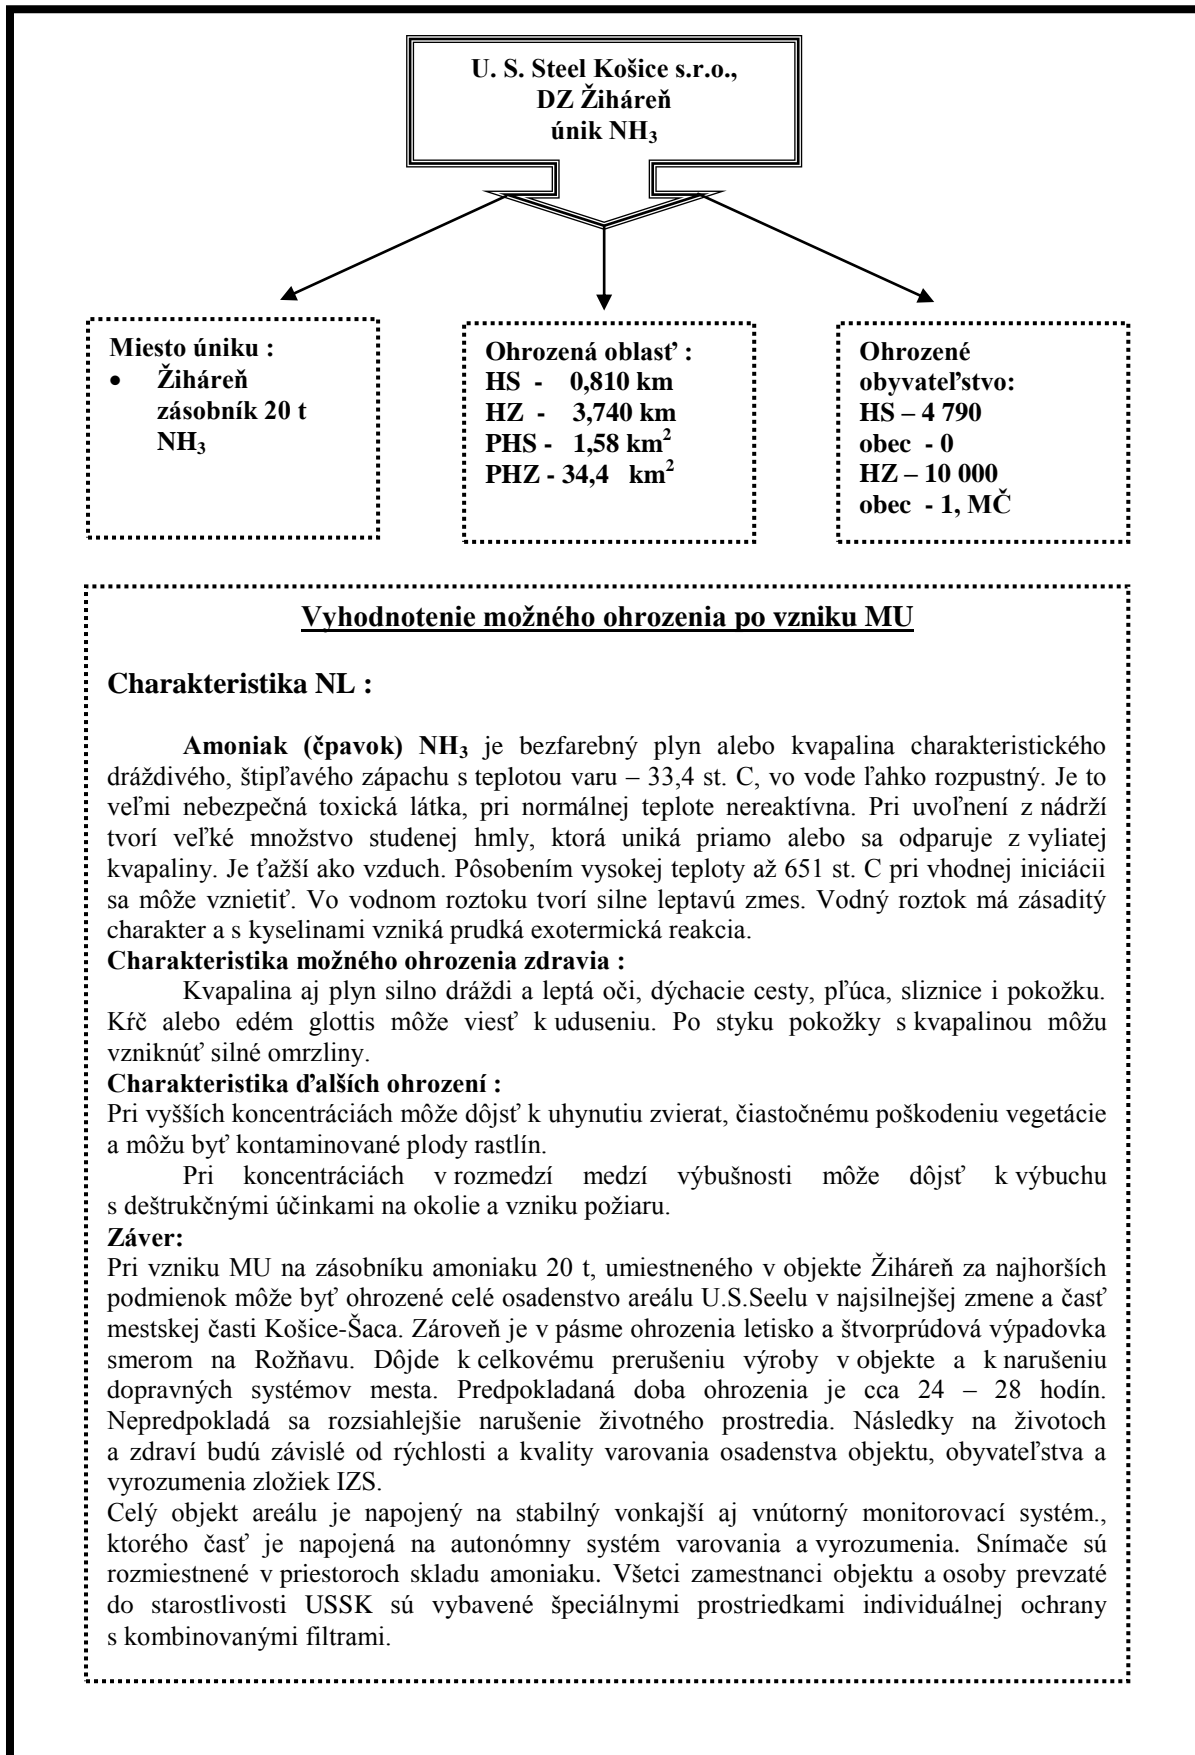 U. S. Steel Košice s.r.o.,
DZ Žiháreň
únik NH₃
Miesto úniku :
• Žiháreň
zásobník 20 t
NH₃
Ohrozená oblasť :
HS - 0,810 km
HZ - 3,740 km
PHS - 1,58 km²
PHZ - 34,4 km²
Ohrozené
obyvateľstvo:
HS – 4 790
obec - 0
HZ – 10 000
obec - 1, MČ
Vyhodnotenie možného ohrozenia po vzniku MU
Charakteristika NL :
Amoniak (čpavok) NH₃ je bezfarebný plyn alebo kvapalina charakteristického
dráždivého, štipľavého zápachu s teplotou varu – 33,4 st. C, vo vode ľahko rozpustný. Je to
veľmi nebezpečná toxická látka, pri normálnej teplote nereaktívna. Pri uvoľnení z nádrží
tvorí veľké množstvo studenej hmly, ktorá uniká priamo alebo sa odparuje z vyliatej
kvapaliny. Je ťažší ako vzduch. Pôsobením vysokej teploty až 651 st. C pri vhodnej iniciácii
sa môže vznietiť. Vo vodnom roztoku tvorí silne leptavú zmes. Vodný roztok má zásaditý
charakter a s kyselinami vzniká prudká exotermická reakcia.
Charakteristika možného ohrozenia zdravia :
Kvapalina aj plyn silno dráždi a leptá oči, dýchacie cesty, pľúca, sliznice i pokožku.
Kŕč alebo edém glottis môže viesť k uduseniu. Po styku pokožky s kvapalinou môžu
vzniknúť silné omrzliny.
Charakteristika ďalších ohrození :
Pri vyšších koncentráciách môže dôjsť k uhynutiu zvierat, čiastočnému poškodeniu vegetácie
a môžu byť kontaminované plody rastlín.
Pri koncentráciách v rozmedzí medzí výbušnosti môže dôjsť k výbuchu
s deštrukčnými účinkami na okolie a vzniku požiaru.
Záver:
Pri vzniku MU na zásobníku amoniaku 20 t, umiestneného v objekte Žiháreň za najhorších
podmienok môže byť ohrozené celé osadenstvo areálu U.S.Seelu v najsilnejšej zmene a časť
mestskej časti Košice-Šaca. Zároveň je v pásme ohrozenia letisko a štvorprúdová výpadovka
smerom na Rožňavu. Dôjde k celkovému prerušeniu výroby v objekte a k narušeniu
dopravných systémov mesta. Predpokladaná doba ohrozenia je cca 24 – 28 hodín.
Nepredpokladá sa rozsiahlejšie narušenie životného prostredia. Následky na životoch
a zdraví budú závislé od rýchlosti a kvality varovania osadenstva objektu, obyvateľstva a
vyrozumenia zložiek IZS.
Celý objekt areálu je napojený na stabilný vonkajší aj vnútorný monitorovací systém.,
ktorého časť je napojená na autonómny systém varovania a vyrozumenia. Snímače sú
rozmiestnené v priestoroch skladu amoniaku. Všetci zamestnanci objektu a osoby prevzaté
do starostlivosti USSK sú vybavené špeciálnymi prostriedkami individuálnej ochrany
s kombinovanými filtrami.